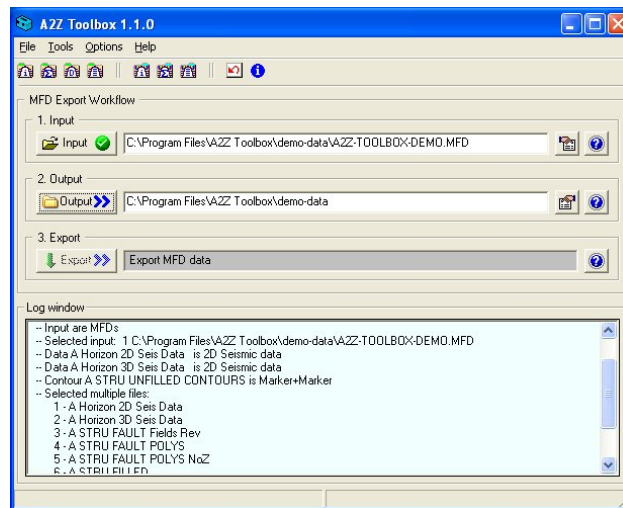 A2Z Toolbox 1.1.0
File Tools Options Help
MFD Export Workflow
1. Input
Input C:\Program Files\A2Z Toolbox\demo-data\A2Z-TOOLBOX-DEMO.MFD
2. Output
Output C:\Program Files\A2Z Toolbox\demo-data
3. Export
Export Export MFD data
Log window
-- Input are MFDs
-- Selected input: 1 C:\Program Files\A2Z Toolbox\demo-data\A2Z-TOOLBOX-DEMO.MFD
-- Data A Horizon 2D Seis Data is 2D Seismic data
-- Data A Horizon 3D Seis Data is 2D Seismic data
-- Contour A STRU UNFILLED CONTOURS is Marker+Marker
-- Selected multiple files:
1 - A Horizon 2D Seis Data
2 - A Horizon 3D Seis Data
3 - A STRU FAULT Fields Rev
4 - A STRU FAULT POLYS
5 - A STRU FAULT POLYS NoZ
6 - A STRU FILLED